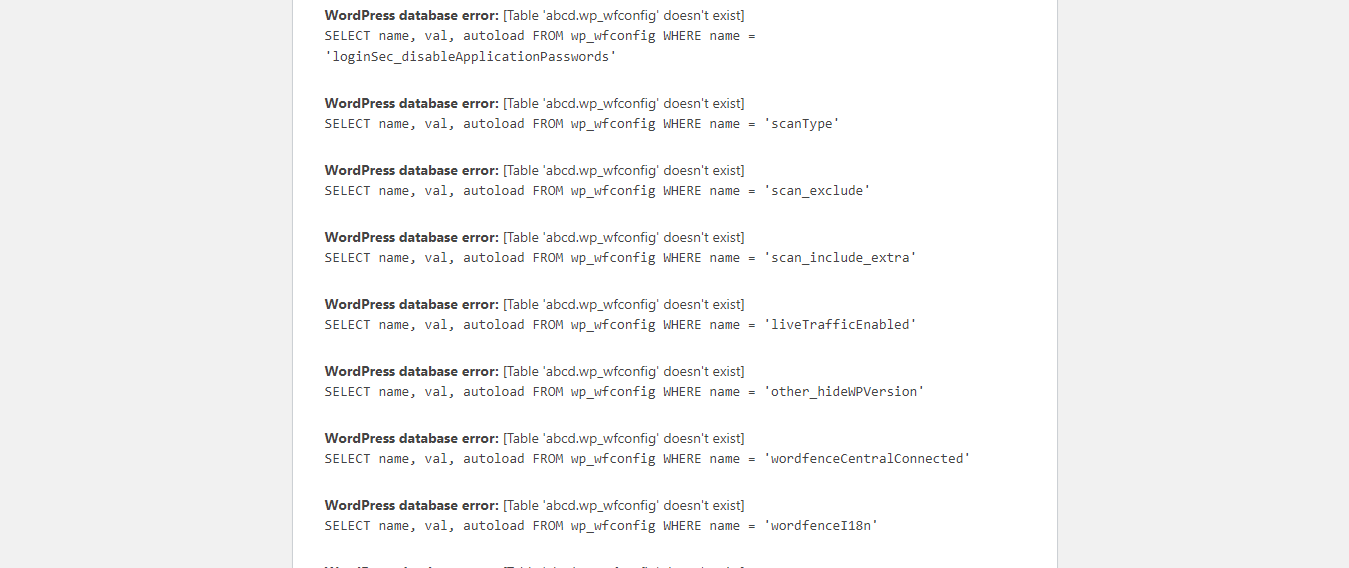 WordPress database error: [Table 'abcd.wp_wfconfig' doesn't exist]
SELECT name, val, autoload FROM wp_wfconfig WHERE name =
'loginSec_disableApplicationPasswords'
WordPress database error: [Table 'abcd.wp_wfconfig' doesn't exist]
SELECT name, val, autoload FROM wp_wfconfig WHERE name = 'scanType'
WordPress database error: [Table 'abcd.wp_wfconfig' doesn't exist]
SELECT name, val, autoload FROM wp_wfconfig WHERE name = 'scan_exclude'
WordPress database error: [Table 'abcd.wp_wfconfig' doesn't exist]
SELECT name, val, autoload FROM wp_wfconfig WHERE name = 'scan_include_extra'
WordPress database error: [Table 'abcd.wp_wfconfig' doesn't exist]
SELECT name, val, autoload FROM wp_wfconfig WHERE name = 'liveTrafficEnabled'
WordPress database error: [Table 'abcd.wp_wfconfig' doesn't exist]
SELECT name, val, autoload FROM wp_wfconfig WHERE name = 'other_hideWPVersion'
WordPress database error: [Table 'abcd.wp_wfconfig' doesn't exist]
SELECT name, val, autoload FROM wp_wfconfig WHERE name = 'wordfenceCentralConnected'
WordPress database error: [Table 'abcd.wp_wfconfig' doesn't exist]
SELECT name, val, autoload FROM wp_wfconfig WHERE name = 'wordfenceI18n'